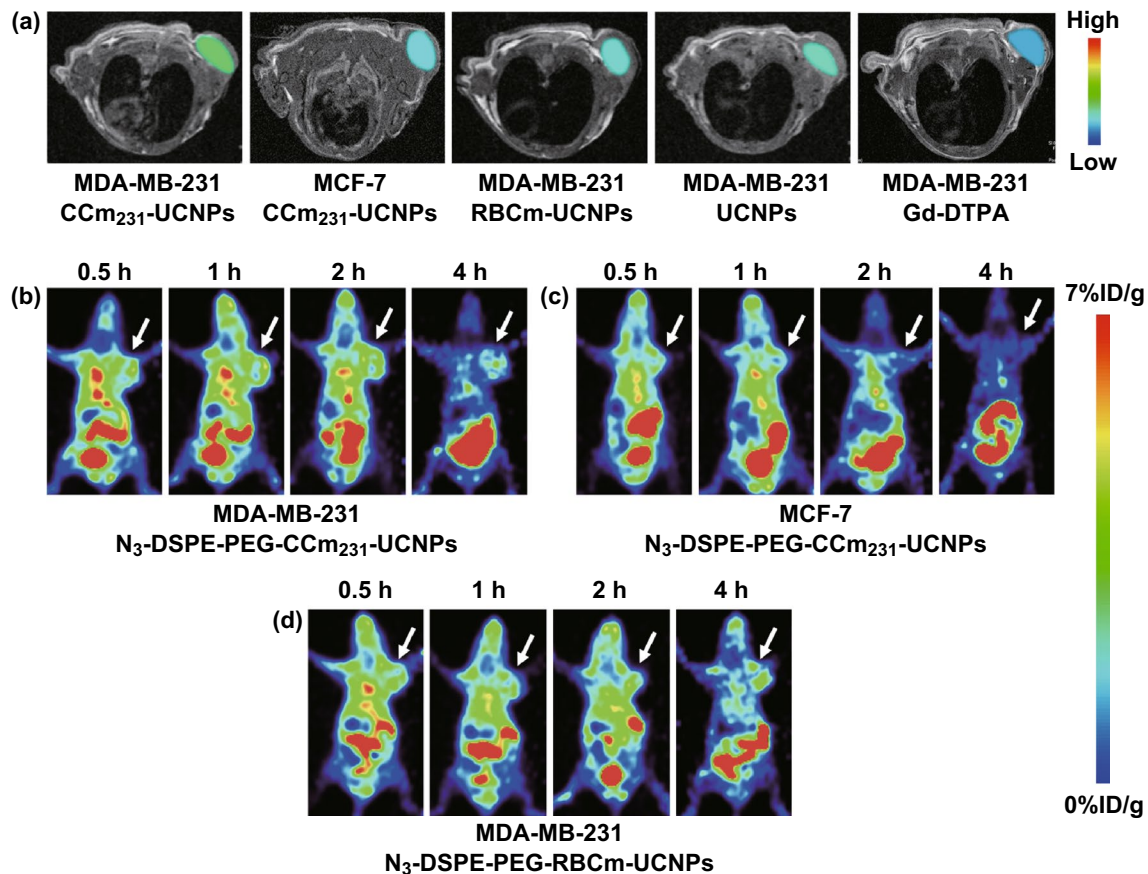 (a)
High
Low
MDA-MB-231
CCm₂₃₁-UCNPs
MCF-7
CCm₂₃₁-UCNPs
MDA-MB-231
RBCm-UCNPs
MDA-MB-231
UCNPs
MDA-MB-231
Gd-DTPA
(b)
0.5 h 1 h 2 h 4 h
MDA-MB-231
N₃-DSPE-PEG-CCm₂₃₁-UCNPs
(c)
0.5 h 1 h 2 h 4 h
MCF-7
N₃-DSPE-PEG-CCm₂₃₁-UCNPs
7%ID/g
0%ID/g
(d)
0.5 h 1 h 2 h 4 h
MDA-MB-231
N₃-DSPE-PEG-RBCm-UCNPs